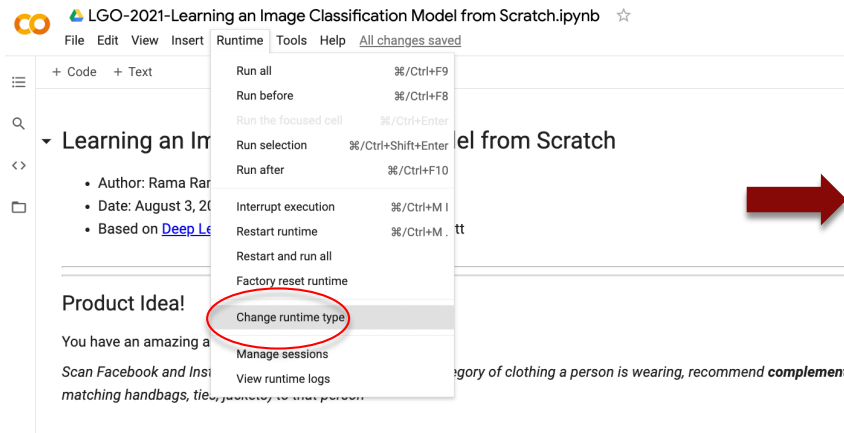 LGO-2021-Learning an Image Classification Model from Scratch.ipynb
File Edit View Insert Runtime Tools Help All changes saved
+ Code + Text
Run all ⌘/Ctrl+F9
Run before ⌘/Ctrl+F8
Run the focused cell ⌘/Ctrl+Enter
Run selection ⌘/Ctrl+Shift+Enter
Run after ⌘/Ctrl+F10
Interrupt execution ⌘/Ctrl+M I
Restart runtime ⌘/Ctrl+M .
Restart and run all
Factory reset runtime
Change runtime type
Manage sessions
View runtime logs
Learning an Im el from Scratch
• Author: Rama Rar
• Date: August 3, 20
• Based on Deep Le tt
Product Idea!
You have an amazing a
Scan Facebook and Inst egory of clothing a person is wearing, recommend complemen
matching handbags, ties, jackets) to that person